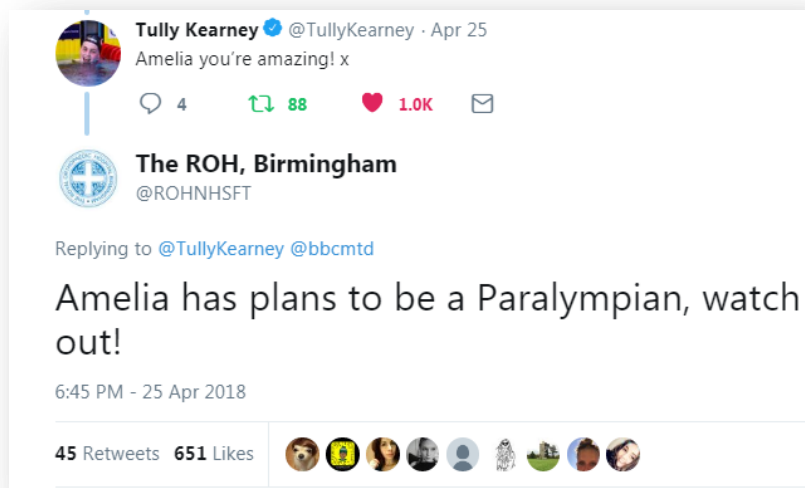 Tully Kearney @TullyKearney · Apr 25
Amelia you're amazing! x
4 88 1.0K
The ROH, Birmingham
@ROHNHSFT
Replying to @TullyKearney @bbcmtd
Amelia has plans to be a Paralympian, watch
out!
6:45 PM - 25 Apr 2018
45 Retweets 651 Likes